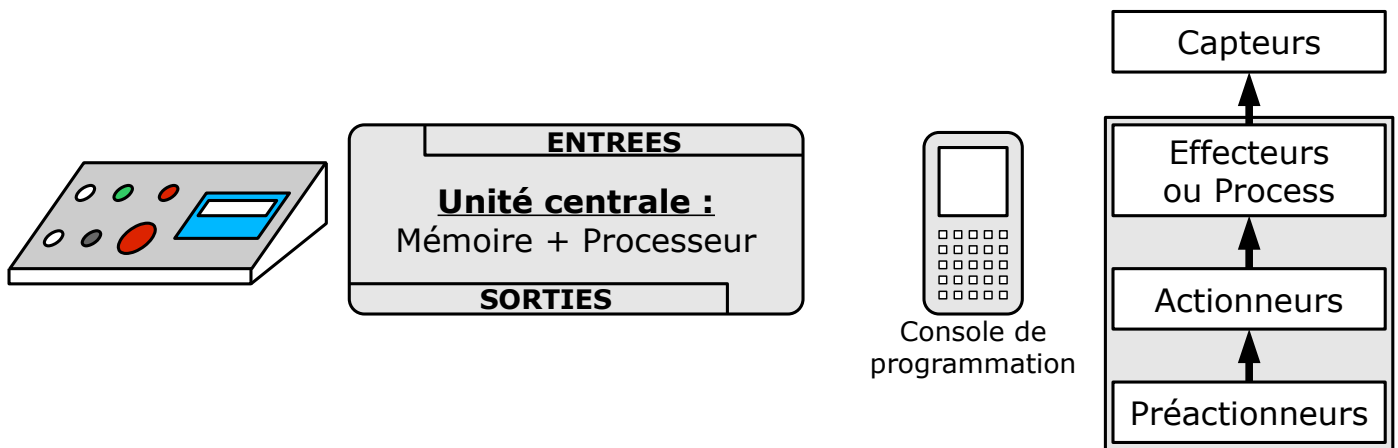 ENTREES
Unité centrale :
Mémoire + Processeur
SORTIES
Console de
programmation
Capteurs
Effecteurs
ou Process
Actionneurs
Préactionneurs